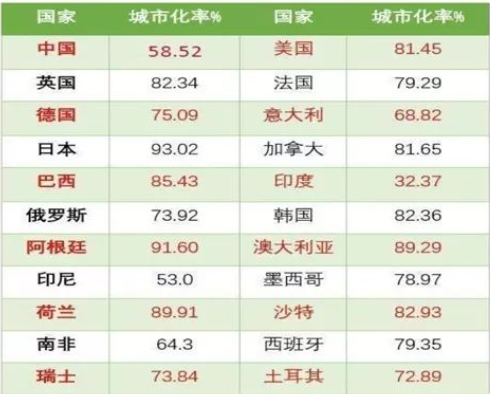 国家 城市化率% 国家 城市化率%
中国 58.52 美国 81.45
英国 82.34 法国 79.29
德国 75.09 意大利 68.82
日本 93.02 加拿大 81.65
巴西 85.43 印度 32.37
俄罗斯 73.92 韩国 82.36
阿根廷 91.60 澳大利亚 89.29
印尼 53.0 墨西哥 78.97
荷兰 89.91 沙特 82.93
南非 64.3 西班牙 79.35
瑞士 73.84 土耳其 72.89